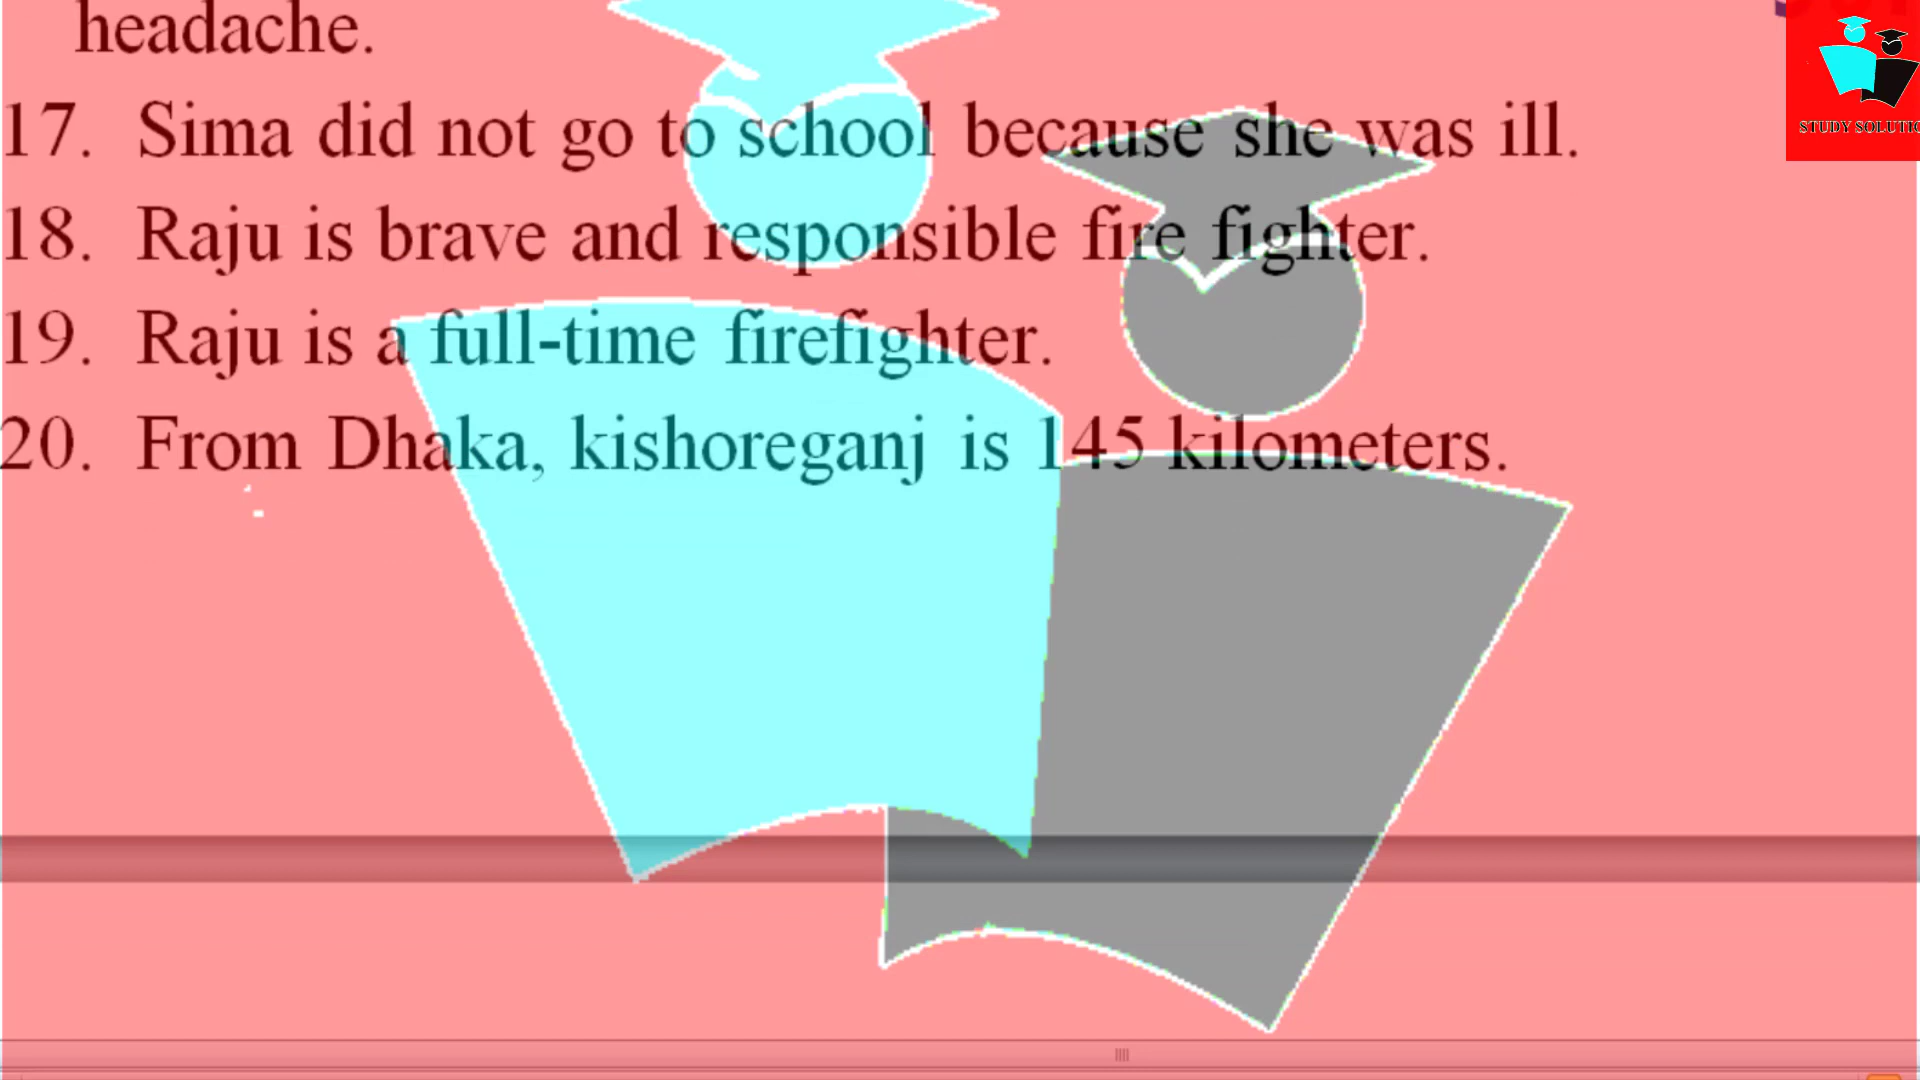 headache.
17. Sima did not go to school because she was ill.
18. Raju is brave and responsible fire fighter.
19. Raju is a full-time firefighter.
20. From Dhaka, kishoreganj is 145 kilometers.
STUDY SOLUTIO